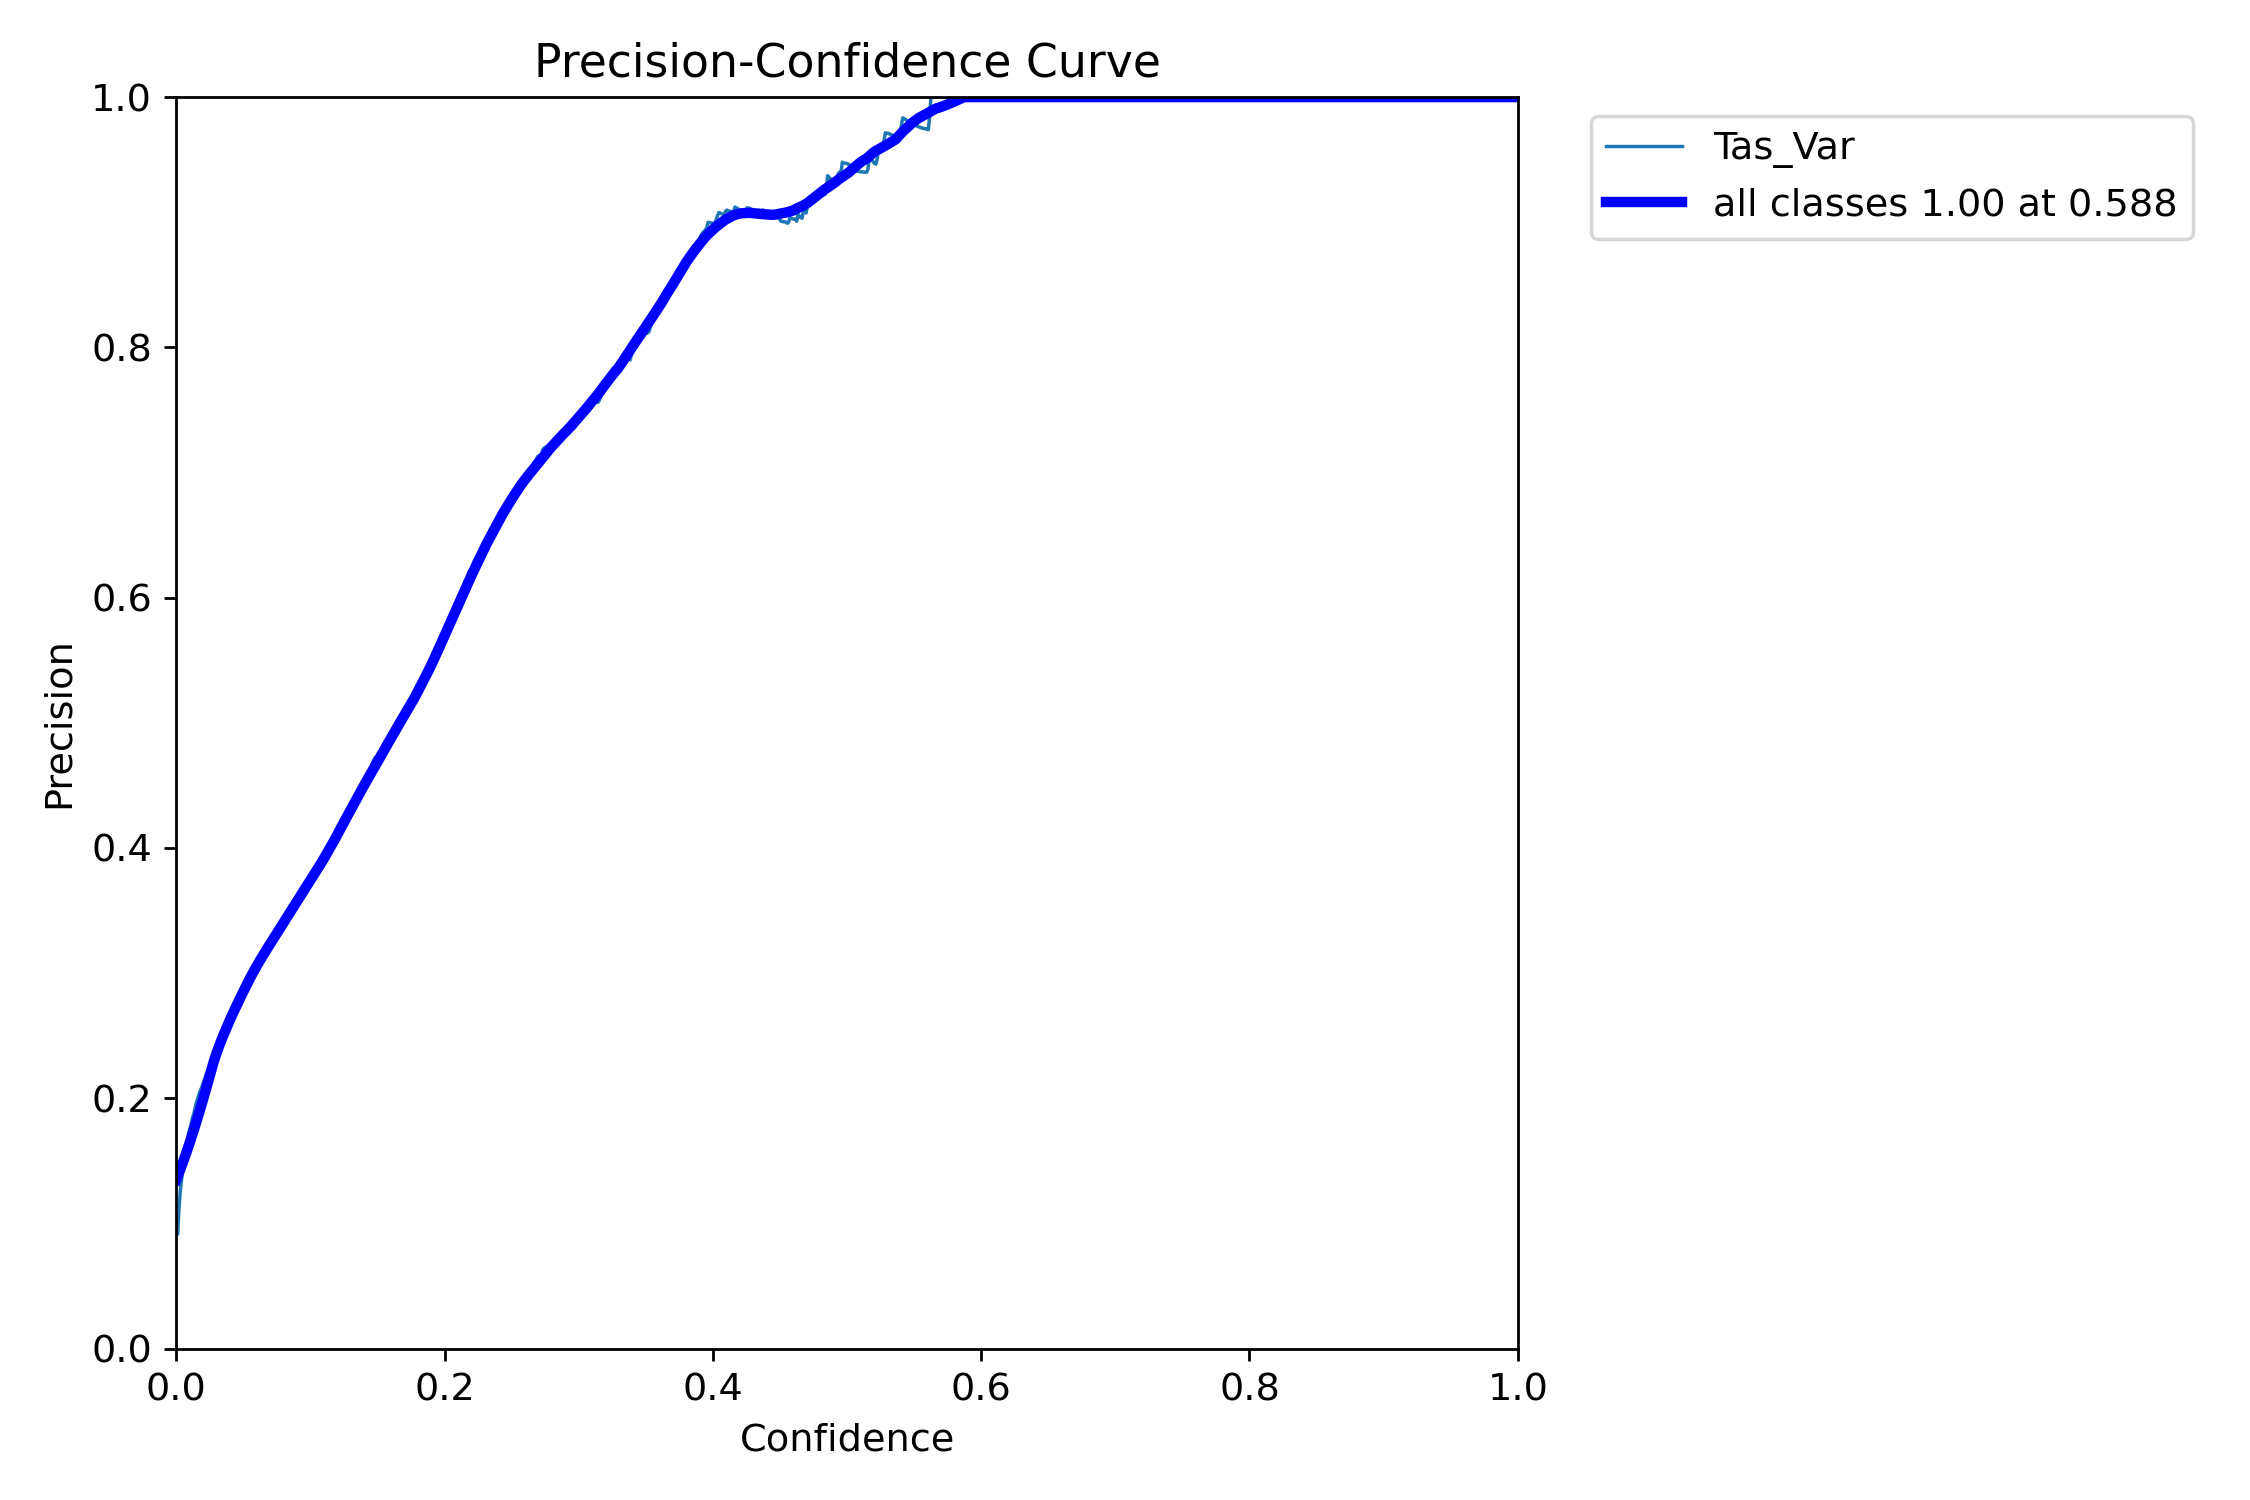 Precision-Confidence Curve
1.0
0.8
0.6
0.4
0.2
0.0
Precision
0.0 0.2 0.4 0.6 0.8 1.0
Confidence
Tas_Var
all classes 1.00 at 0.588